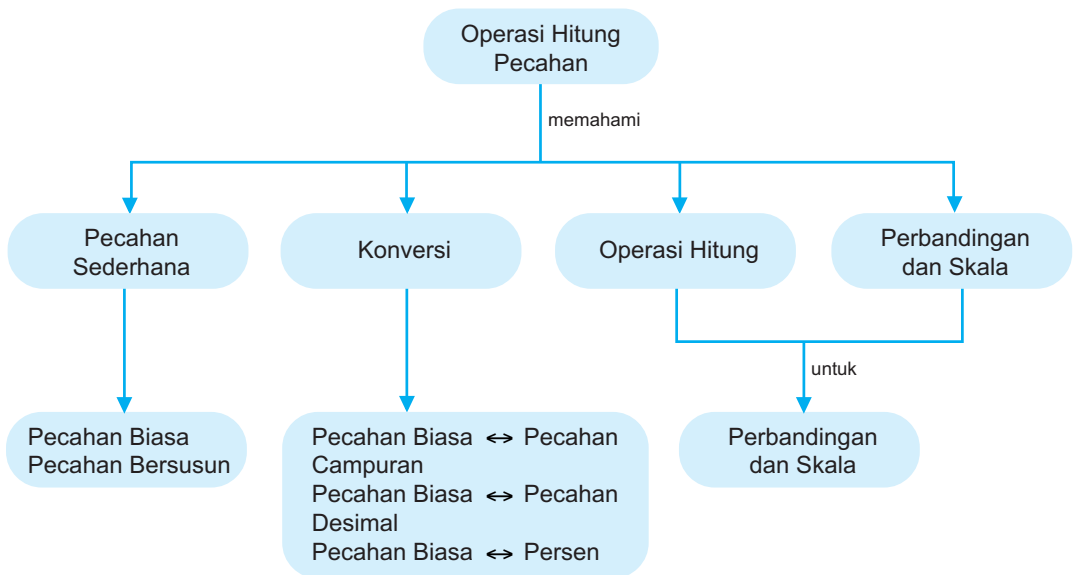 Operasi Hitung
Pecahan
memahami
Pecahan
Sederhana
Konversi
Operasi Hitung
Perbandingan
dan Skala
untuk
Pecahan Biasa
Pecahan Bersusun
Pecahan Biasa ↔ Pecahan
Campuran
Pecahan Biasa ↔ Pecahan
Desimal
Pecahan Biasa ↔ Persen
Perbandingan
dan Skala